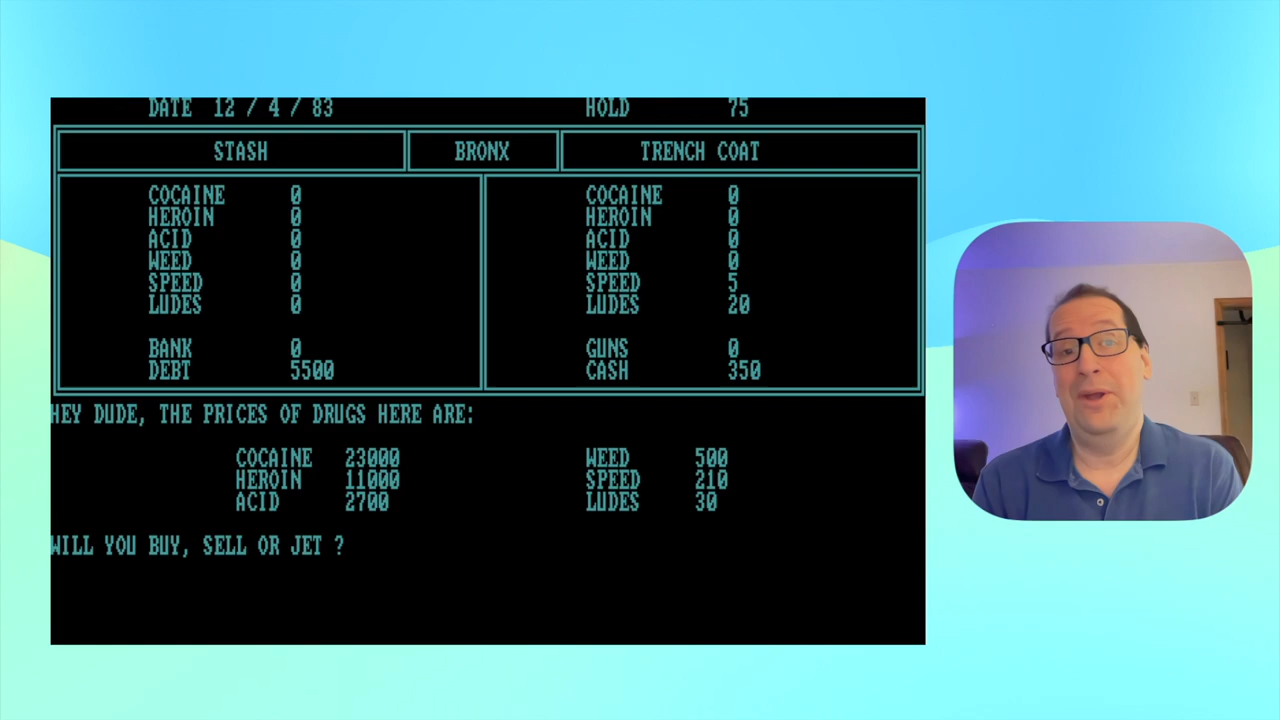 DATE 12 / 4 / 83 HOLD 75
STASH BRONX TRENCH COAT
COCAINE 0 COCAINE 0
HEROIN 0 HEROIN 0
ACID 0 ACID 0
WEED 0 WEED 0
SPEED 0 SPEED 5
LUDES 0 LUDES 20
BANK 0 GUNS 0
DEBT 5500 CASH 350
HEY DUDE, THE PRICES OF DRUGS HERE ARE:
COCAINE 23000 WEED 500
HEROIN 11000 SPEED 210
ACID 2700 LUDES 30
WILL YOU BUY, SELL OR JET ?